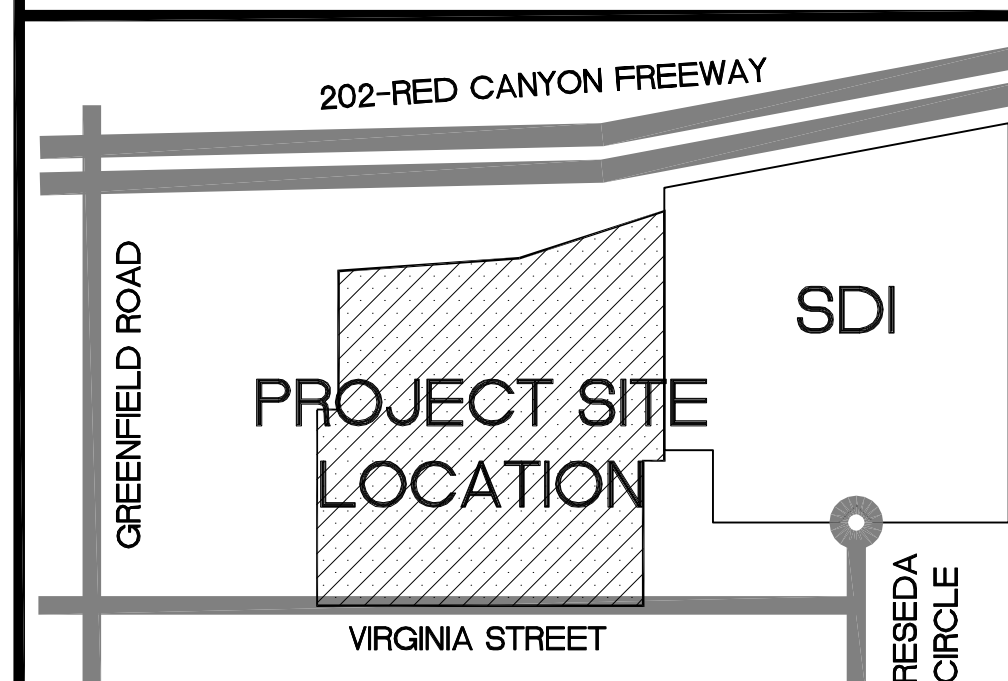 202-RED CANYON FREEWAY
GREENFIELD ROAD
SDI
PROJECT SITE
LOCATION
VIRGINIA STREET
RESEDA
CIRCLE